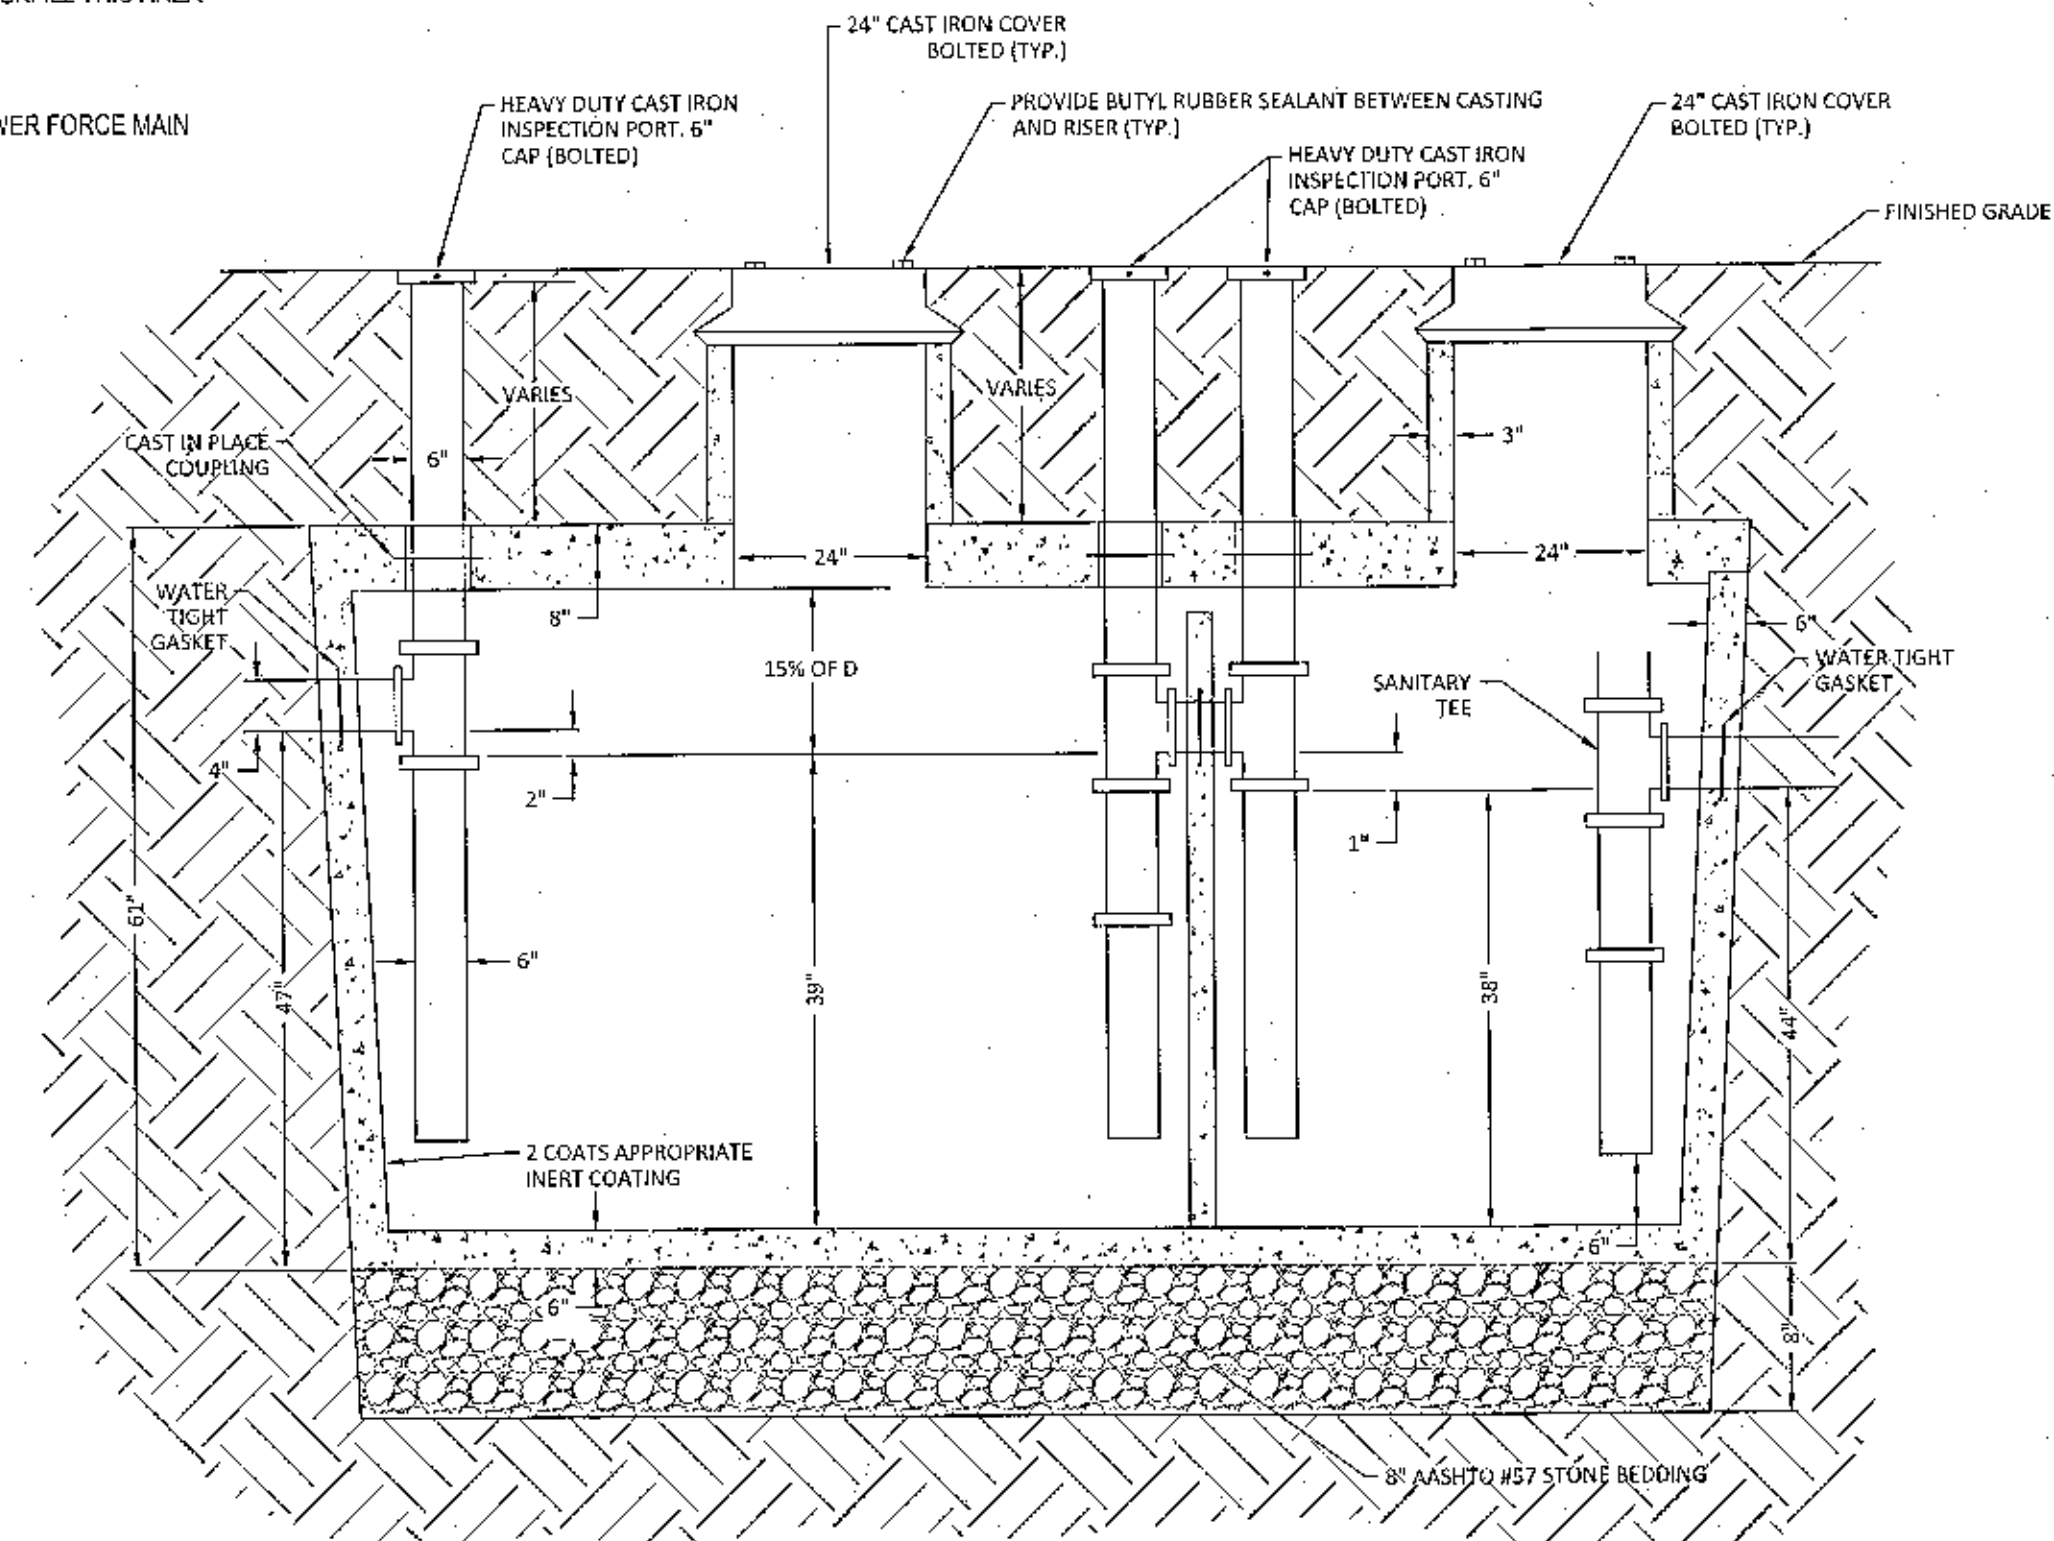 24" CAST IRON COVER
BOLTED (TYP.)
HEAVY DUTY CAST IRON
INSPECTION PORT. 6"
CAP (BOLTED)
PROVIDE BUTYL RUBBER SEALANT BETWEEN CASTING
AND RISER (TYP.)
24" CAST IRON COVER
BOLTED (TYP.)
FORCE MAIN
HEAVY DUTY CAST IRON
INSPECTION PORT. 6"
CAP (BOLTED)
FINISHED GRADE
VARIES
VARIES
CAST IN PLACE
COUPLING
6"
3"
24"
24"
WATER
TIGHT
GASKET
8"
6"
15% OF D
SANITARY
TEE
WATER TIGHT
GASKET
4"
2"
1"
61"
47"
6"
39"
38"
44"
2 COATS APPROPRIATE
INERT COATING
6"
6"
8"
8" AASHTO #57 STONE BEDDING